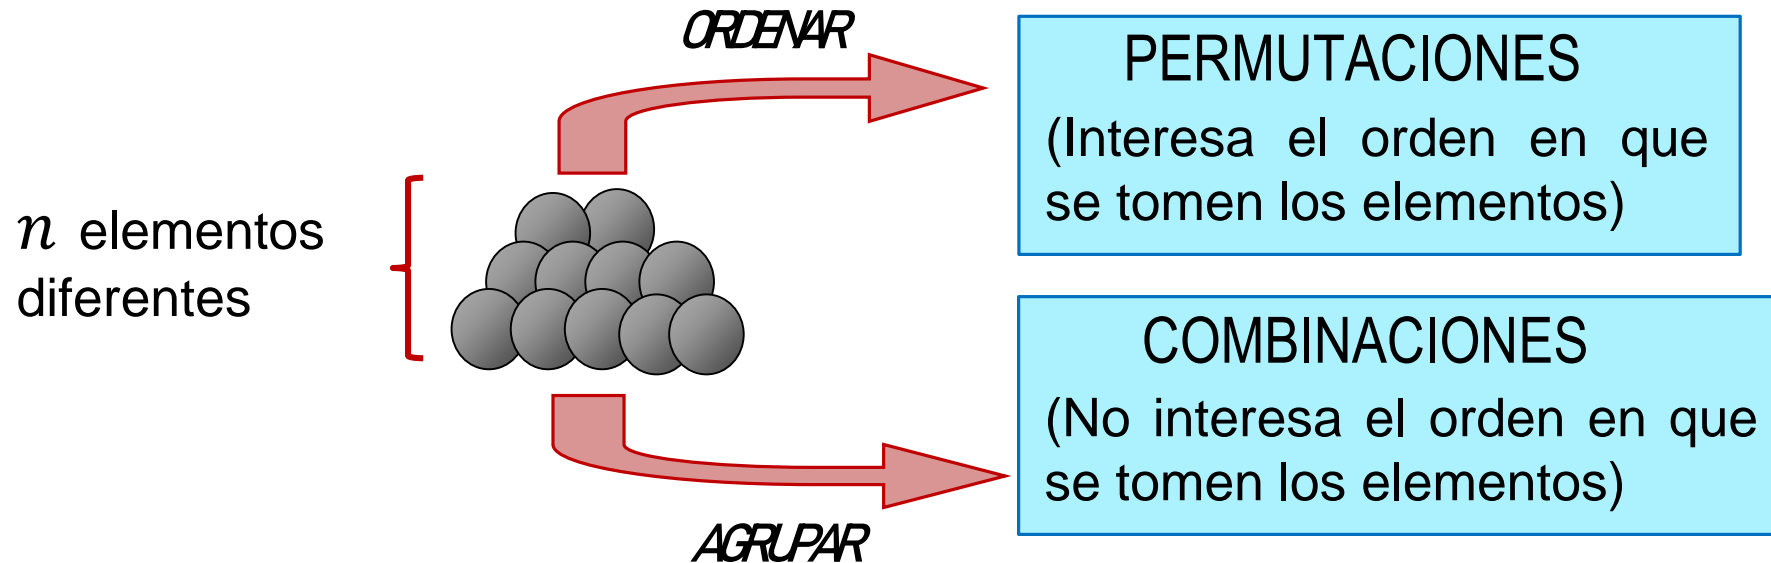 ORDENAR
PERMUTACIONES
(Interesa el orden en que
se tomen los elementos)
n elementos
diferentes
COMBINACIONES
(No interesa el orden en que
se tomen los elementos)
AGRUPAR